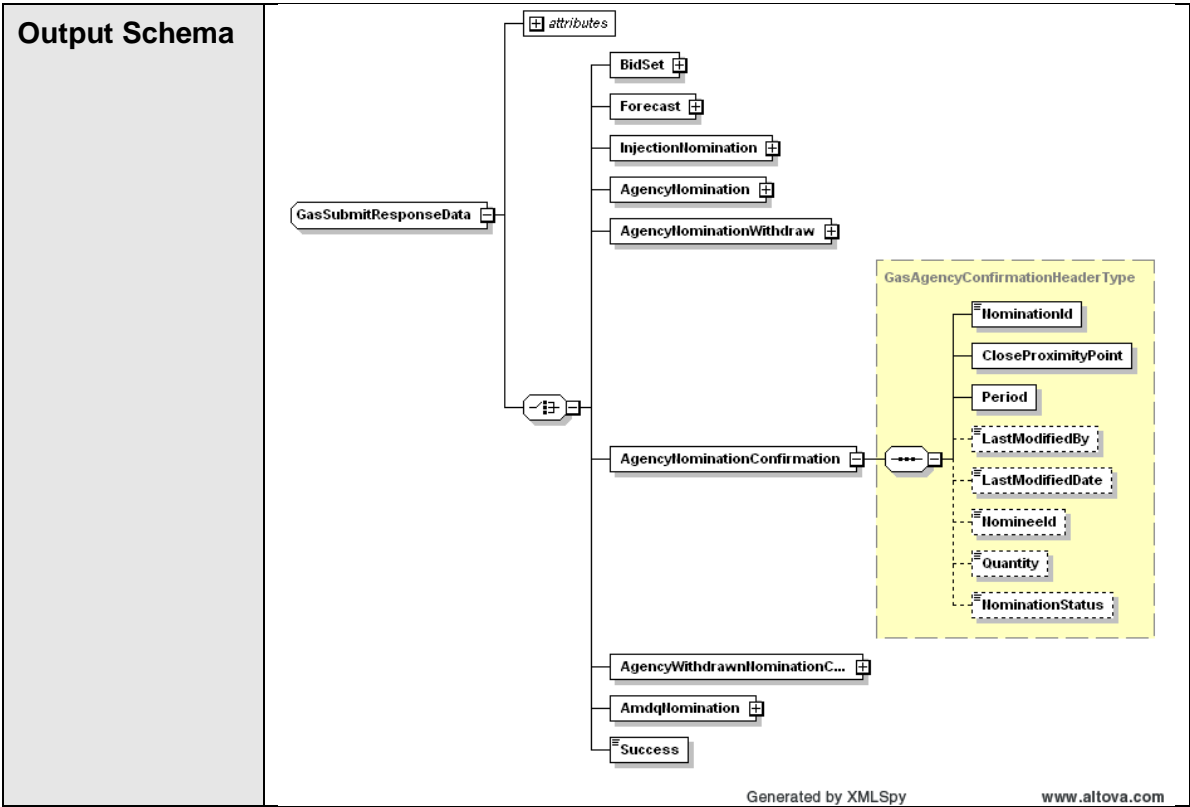 Output Schema
attributes
BidSet
Forecast
InjectionNomination
AgencyNomination
GasSubmitResponseData
AgencyNominationWithdraw
GasAgencyConfirmationHeaderType
NominationId
CloseProximityPoint
Period
LastModifiedBy
AgencyNominationConfirmation
LastModifiedDate
NomineeId
Quantity
NominationStatus
AgencyWithdrawnNominationC...
AmdqNomination
Success
Generated by XMLSpy www.altova.com